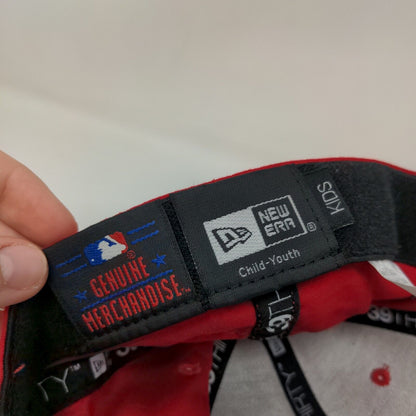 GENUINE
MERCHANDISE
NEW
ERA
Child-Youth
KIDS
39THIRTY